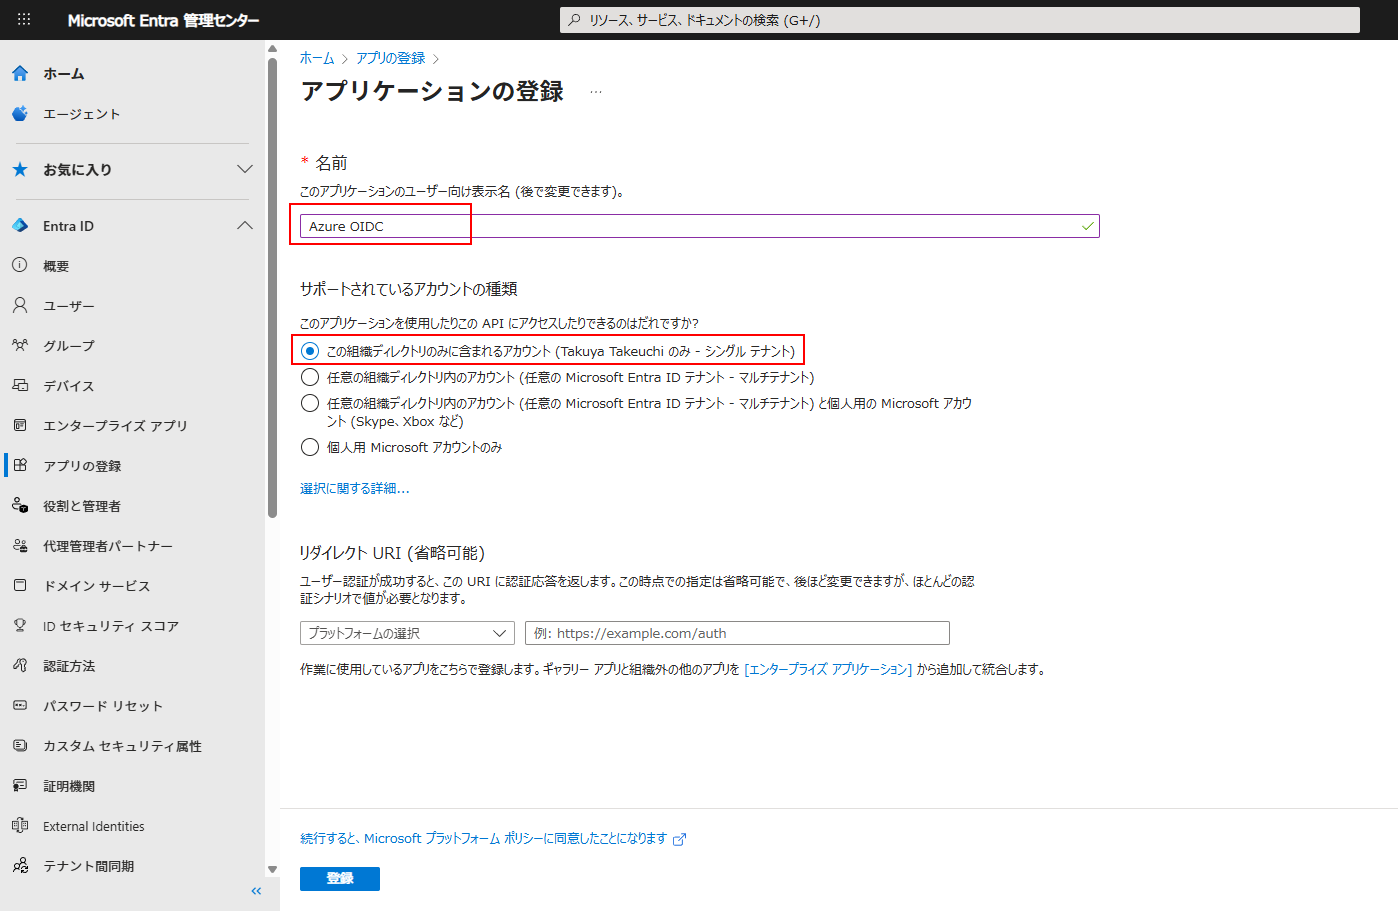 Microsoft Entra 管理センター
リソース、サービス、ドキュメントの検索 (G+/)
ホーム
エージェント
お気に入り
Entra ID
概要
ユーザー
グループ
デバイス
エンタープライズ アプリ
アプリの登録
役割と管理者
代理管理者パートナー
ドメイン サービス
ID セキュリティ スコア
認証方法
パスワード リセット
カスタム セキュリティ属性
証明機関
External Identities
テナント間同期
ホーム > アプリの登録 >
アプリケーションの登録 ...
* 名前
このアプリケーションのユーザー向け表示名 (後で変更できます)。
Azure OIDC
サポートされているアカウントの種類
このアプリケーションを使用したりこの API にアクセスしたりできるのはだれですか?
この組織ディレクトリのみに含まれるアカウント (Takuya Takeuchi のみ - シングル テナント)
任意の組織ディレクトリ内のアカウント (任意の Microsoft Entra ID テナント - マルチテナント)
任意の組織ディレクトリ内のアカウント (任意の Microsoft Entra ID テナント - マルチテナント) と個人用の Microsoft アカウ
ント (Skype、Xbox など)
個人用 Microsoft アカウントのみ
選択に関する詳細...
リダイレクト URI (省略可能)
ユーザー認証が成功すると、この URI に認証応答を返します。この時点での指定は省略可能で、後ほど変更できますが、ほとんどの認
証シナリオで値が必要となります。
プラットフォームの選択
例: https://example.com/auth
作業に使用しているアプリをこちらで登録します。ギャラリー アプリと組織外の他のアプリを [エンタープライズ アプリケーション] から追加して統合します。
続行すると、Microsoft プラットフォーム ポリシーに同意したことになります
登録